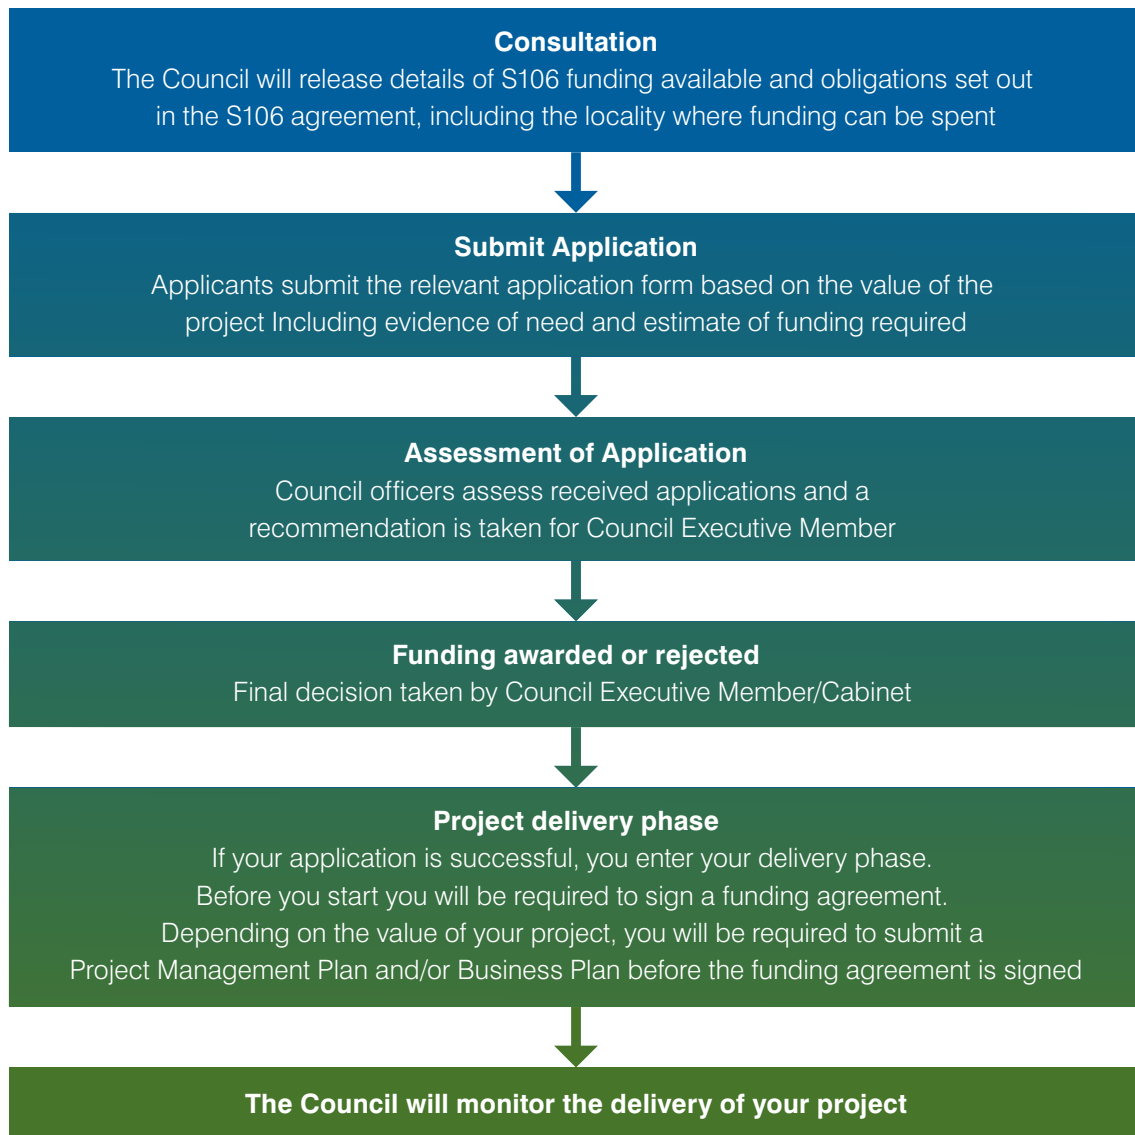 Consultation
The Council will release details of S106 funding available and obligations set out
in the S106 agreement, including the locality where funding can be spent
Submit Application
Applicants submit the relevant application form based on the value of the
project Including evidence of need and estimate of funding required
Assessment of Application
Council officers assess received applications and a
recommendation is taken for Council Executive Member
Funding awarded or rejected
Final decision taken by Council Executive Member/Cabinet
Project delivery phase
If your application is successful, you enter your delivery phase.
Before you start you will be required to sign a funding agreement.
Depending on the value of your project, you will be required to submit a
Project Management Plan and/or Business Plan before the funding agreement is signed
The Council will monitor the delivery of your project